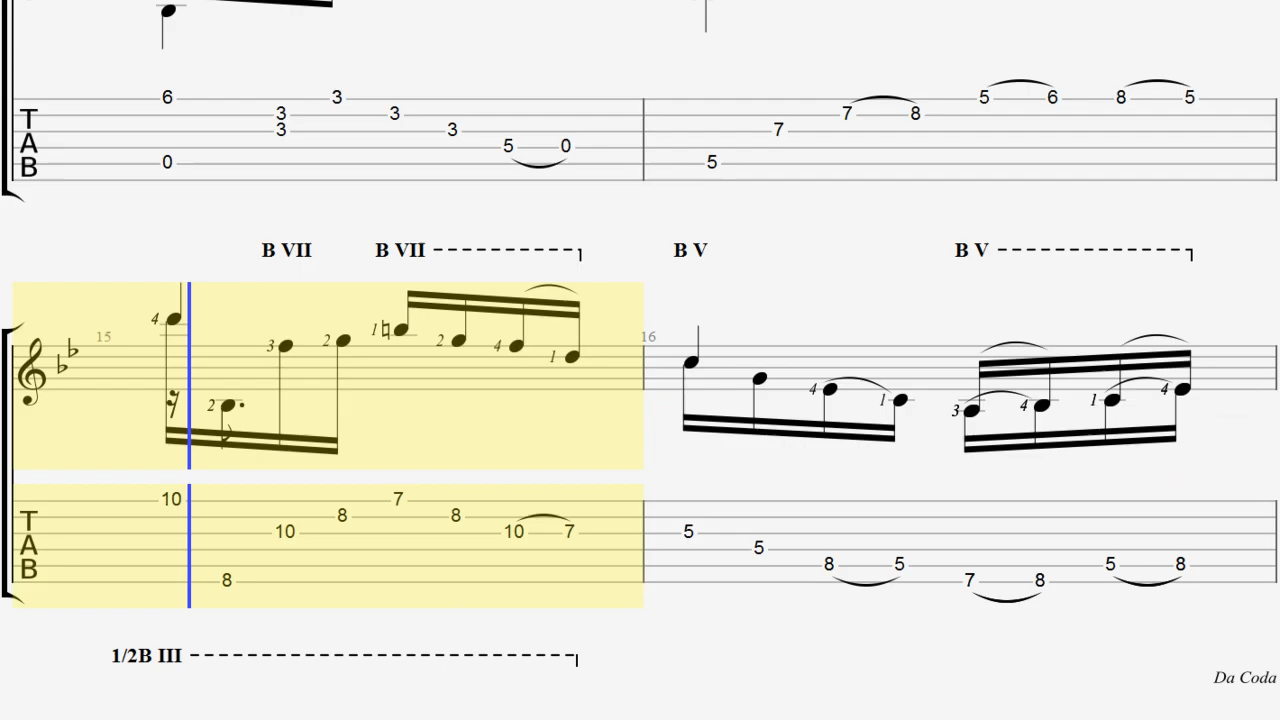 6 3 3
3 3
T A B
0 5 0
5 7 7 8 5 6 8 5
B VII B VII B V B V
15 4 2 3 2 1 2 4 1 16 4 1 3 4 1 4
T A B
10 8 10 8 7 8 10 7
5 5 8 5 7 8 5 8
1/2B III
Da Coda